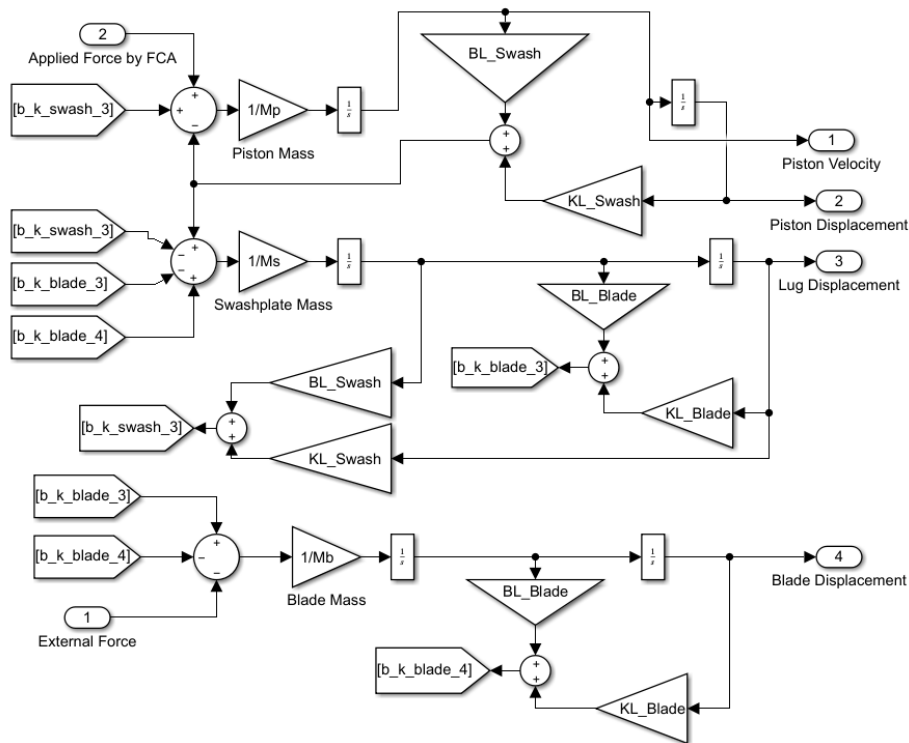 2
Applied Force by FCA
BL_Swash
[b_k_swash_3]
+
+
−
1/Mp
Piston Mass
1/s
1/s
+
+
1
Piston Velocity
KL_Swash
2
Piston Displacement
[b_k_swash_3]
[b_k_blade_3]
[b_k_blade_4]
−
+
−
+
1/Ms
Swashplate Mass
1/s
1/s
3
Lug Displacement
BL_Blade
[b_k_blade_3]
+
+
KL_Blade
BL_Swash
[b_k_swash_3]
+
+
KL_Swash
[b_k_blade_3]
[b_k_blade_4]
+
−
−
1/Mb
Blade Mass
1/s
1/s
4
Blade Displacement
1
External Force
BL_Blade
[b_k_blade_4]
+
+
KL_Blade